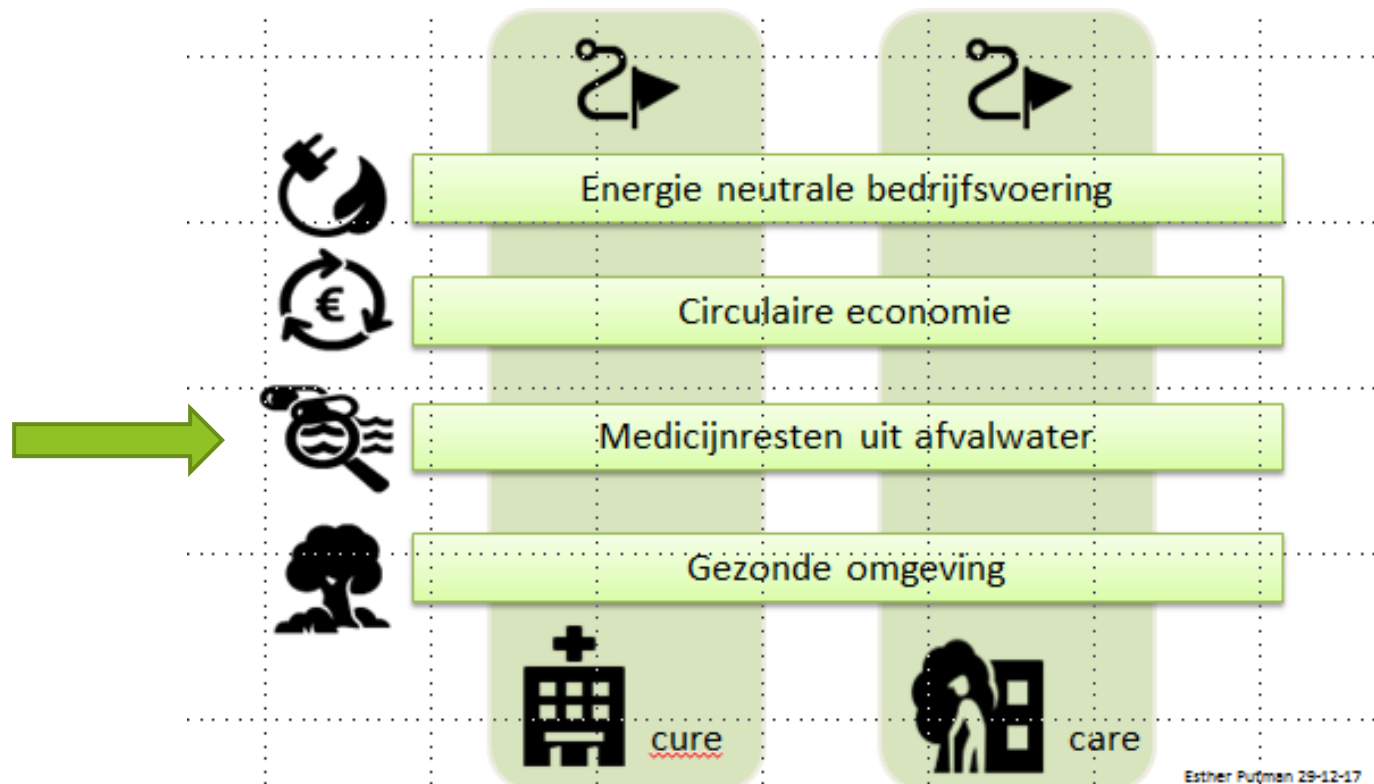 Energie neutrale bedrijfsvoering
€
Circulaire economie
Medicijnresten uit afvalwater
Gezonde omgeving
cure
care
Esther Putman 29-12-17